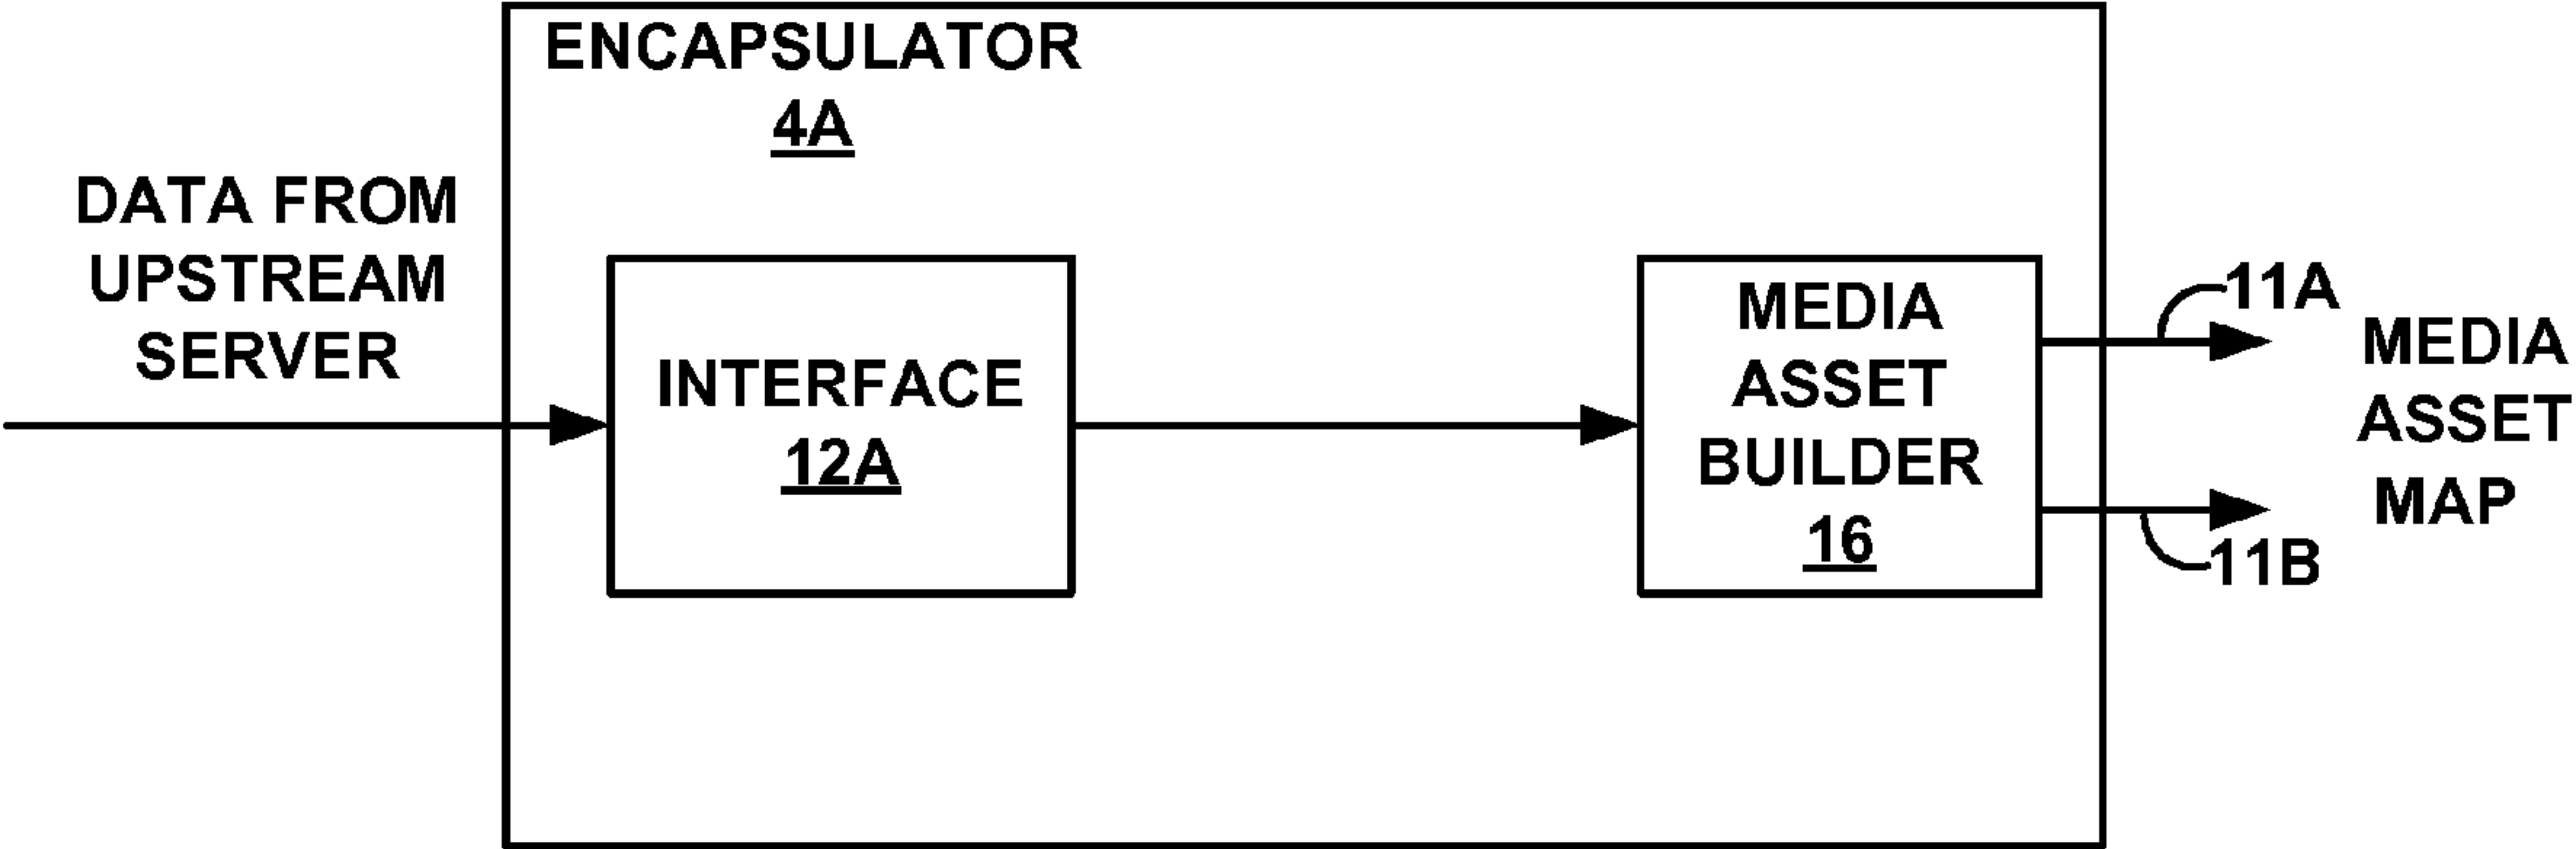 ENCAPSULATOR
4A
DATA FROM
UPSTREAM
SERVER
INTERFACE
12A
MEDIA
ASSET
BUILDER
16
11A
11B
MEDIA
ASSET
MAP